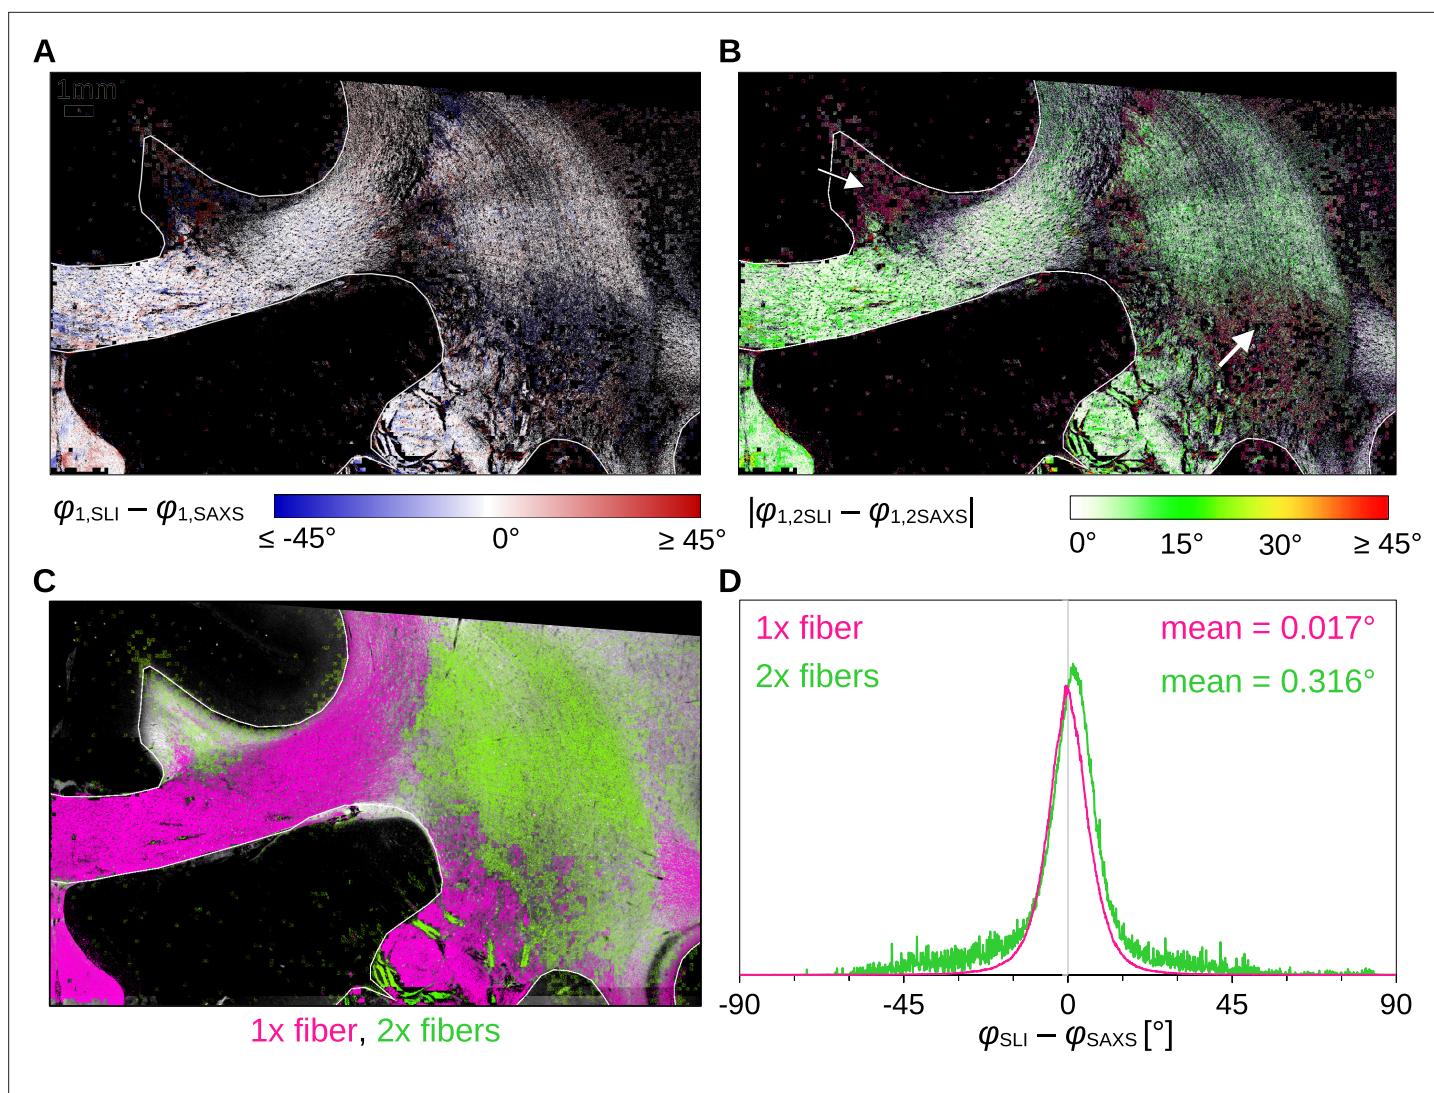 A
B
1mm
φ1,SLI – φ1,SAXS
≤ -45°
0°
≥ 45°
|φ1,2SLI – φ1,2SAXS|
0°
15°
30°
≥ 45°
C
D
1x fiber
mean = 0.017°
2x fibers
mean = 0.316°
-90
-45
0
45
90
φSLI – φSAXS [°]
1x fiber, 2x fibers